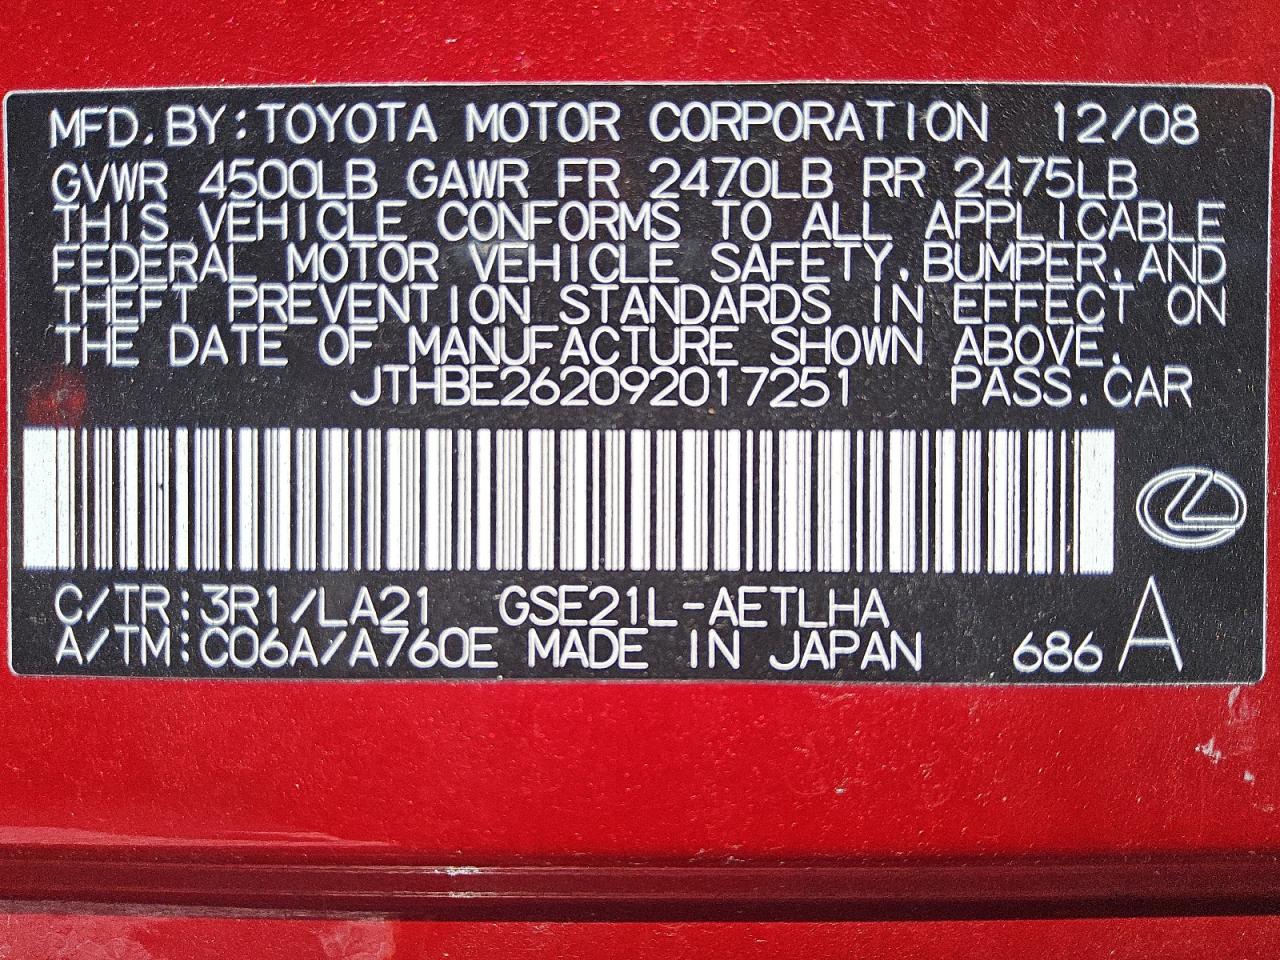 MFD. BY: TOYOTA MOTOR CORPORATION 12/08
GVWR 4500LB GAWR FR 2470LB RR 2475LB
THIS VEHICLE CONFORMS TO ALL APPLICABLE
FEDERAL MOTOR VEHICLE SAFETY, BUMPER, AND
THEFT PREVENTION STANDARDS IN EFFECT ON
THE DATE OF MANUFACTURE SHOWN ABOVE.
JTHBE262092017251 PASS. CAR
C/TR: 3R1/LA21 GSE21L-AETLHA
A/TM: C06A/A760E MADE IN JAPAN 686 A